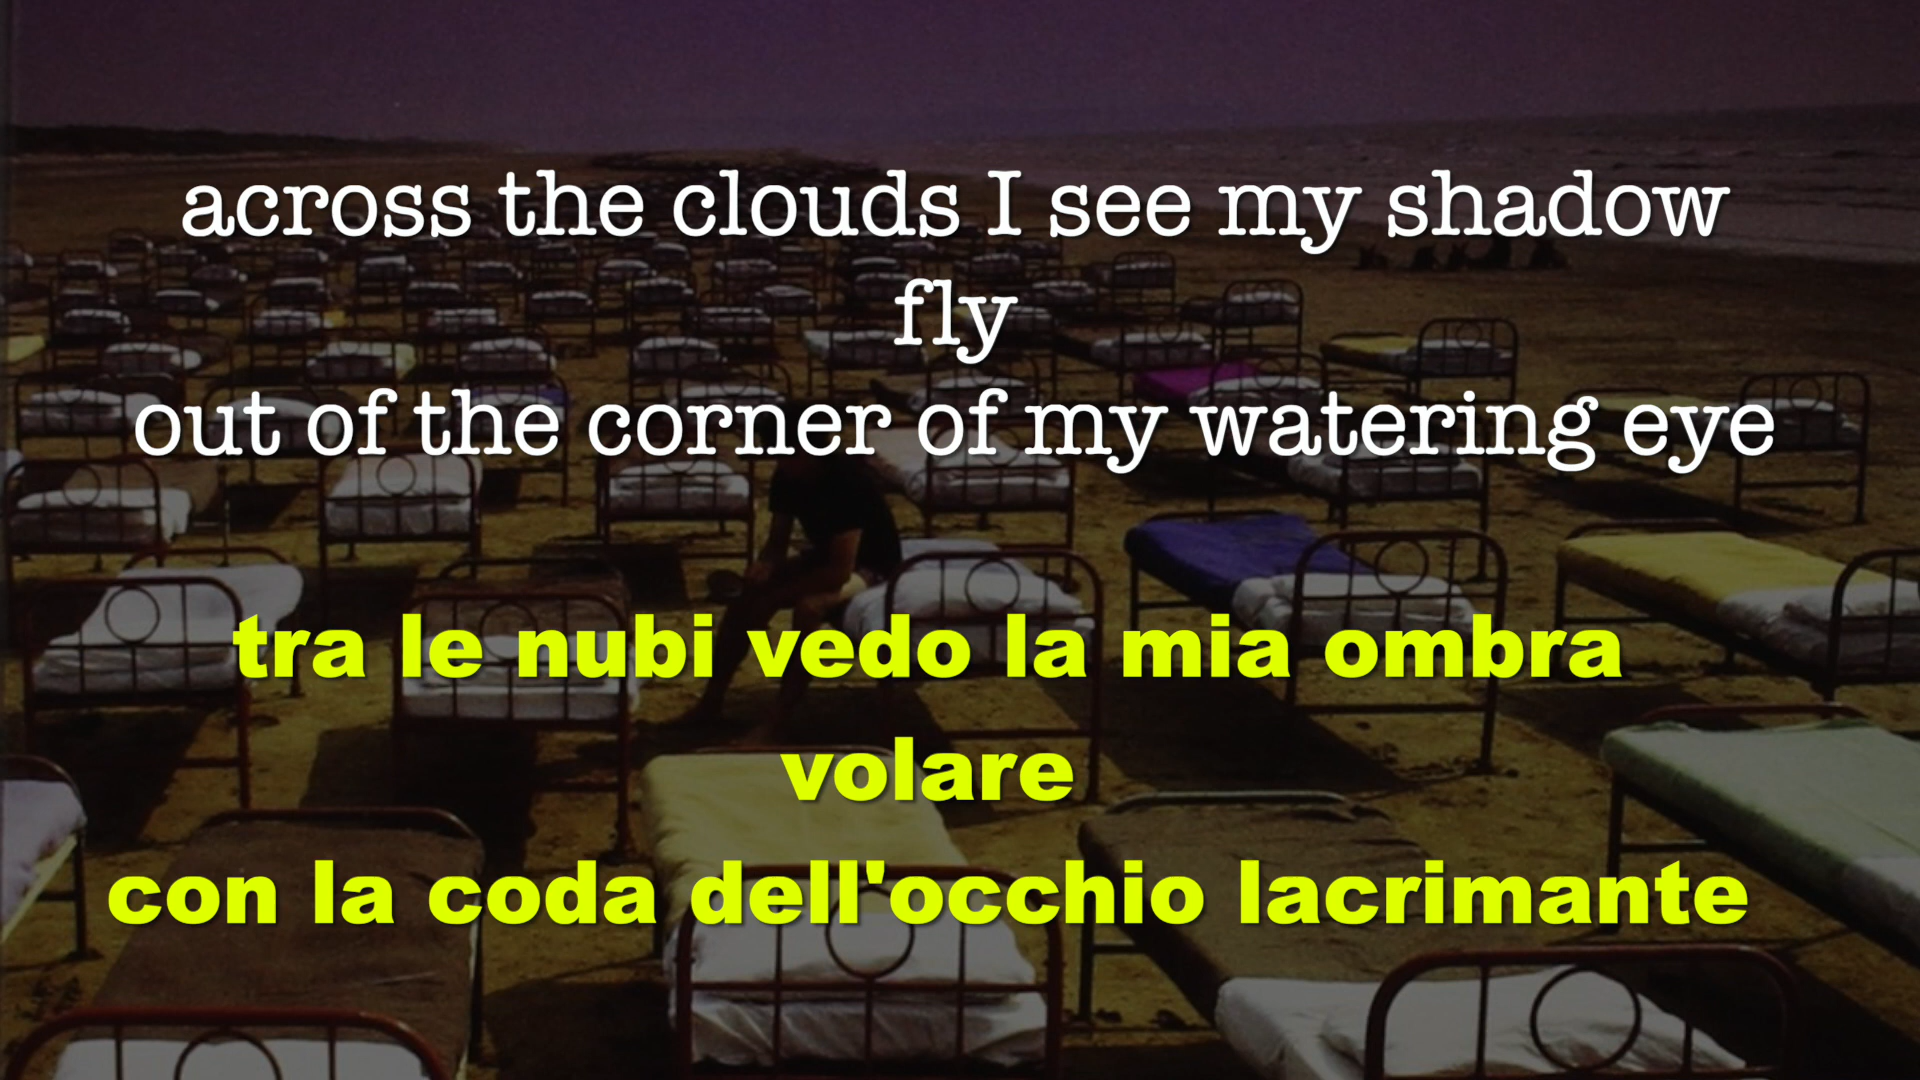 across the clouds I see my shadow
fly
out of the corner of my watering eye
tra le nubi vedo la mia ombra
volare
con la coda dell'occhio lacrimante